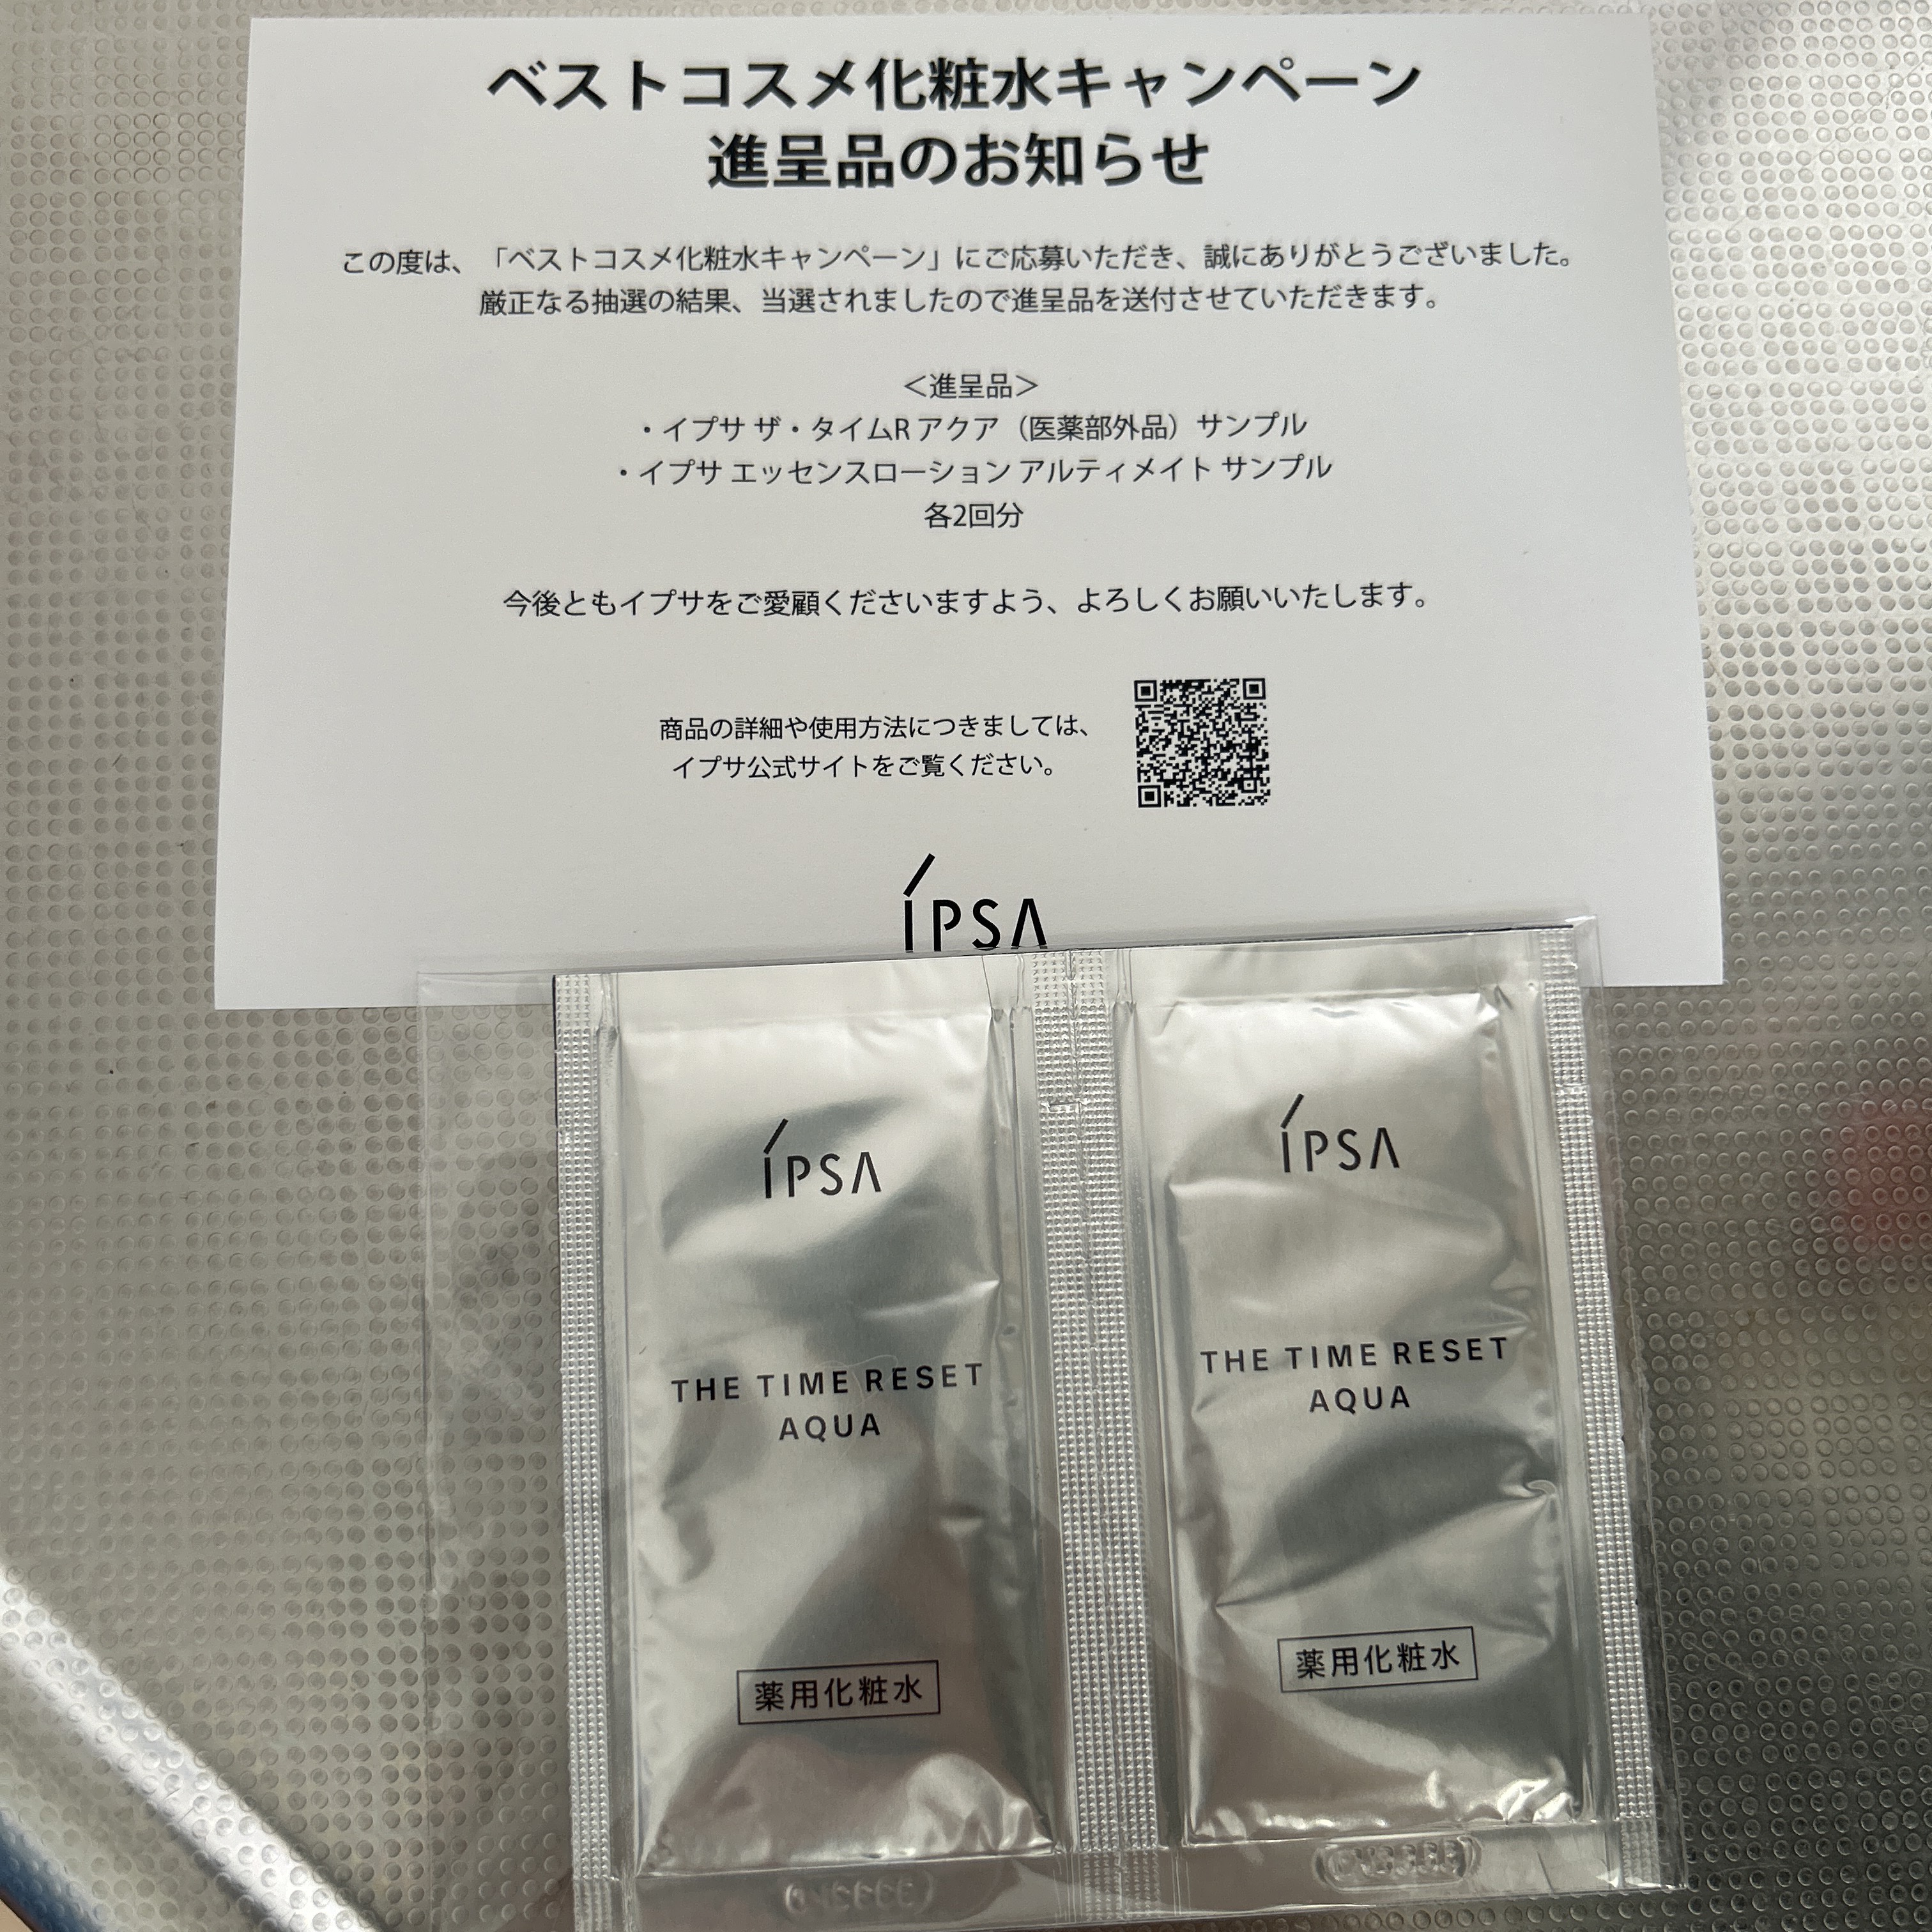 ベストコスメ化粧水キャンペーン
進呈品のお知らせ
この度は、「ベストコスメ化粧水キャンペーン」にご応募いただき、誠にありがとうございました。
厳正なる抽選の結果、当選されましたので進呈品を送付させていただきます。
＜進呈品＞
・イプサ ザ・タイムR アクア（医薬部外品）サンプル
・イプサ エッセンスローション アルティメイト サンプル
各2回分
今後ともイプサをご愛顧くださいますよう、よろしくお願いいたします。
商品の詳細や使用方法につきましては、
イプサ公式サイトをご覧ください。
IPSA
IPSA
THE TIME RESET
AQUA
薬用化粧水
IPSA
THE TIME RESET
AQUA
薬用化粧水